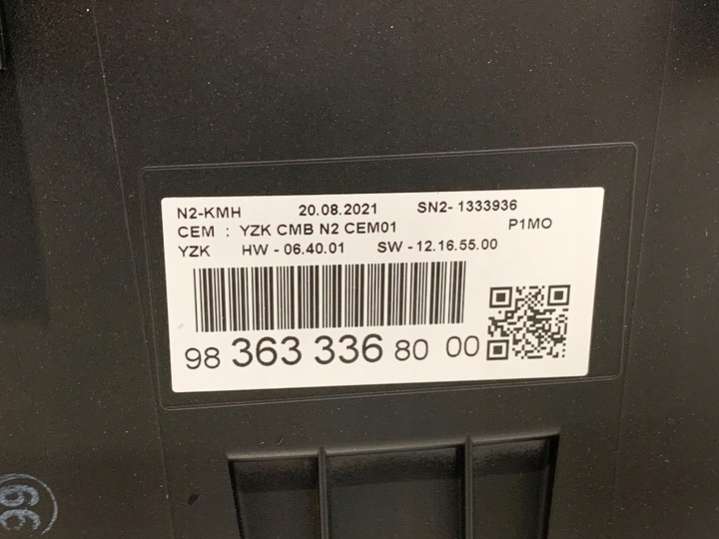 N2-KMH 20.08.2021 SN2- 1333936
CEM : YZK CMB N2 CEM01 P1MO
YZK HW - 06.40.01 SW - 12.16.55.00
98 363 336 80 00
39